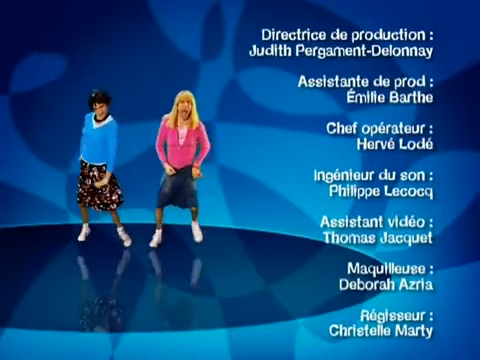 Directrice de production :
Judith Pergament-Delonnay
Assistante de prod :
Émilie Barthe
Chef opérateur :
Hervé Lodé
Ingénieur du son :
Philippe Lecocq
Assistant vidéo :
Thomas Jacquet
Maquilleuse :
Deborah Azria
Régisseur :
Christelle Marty